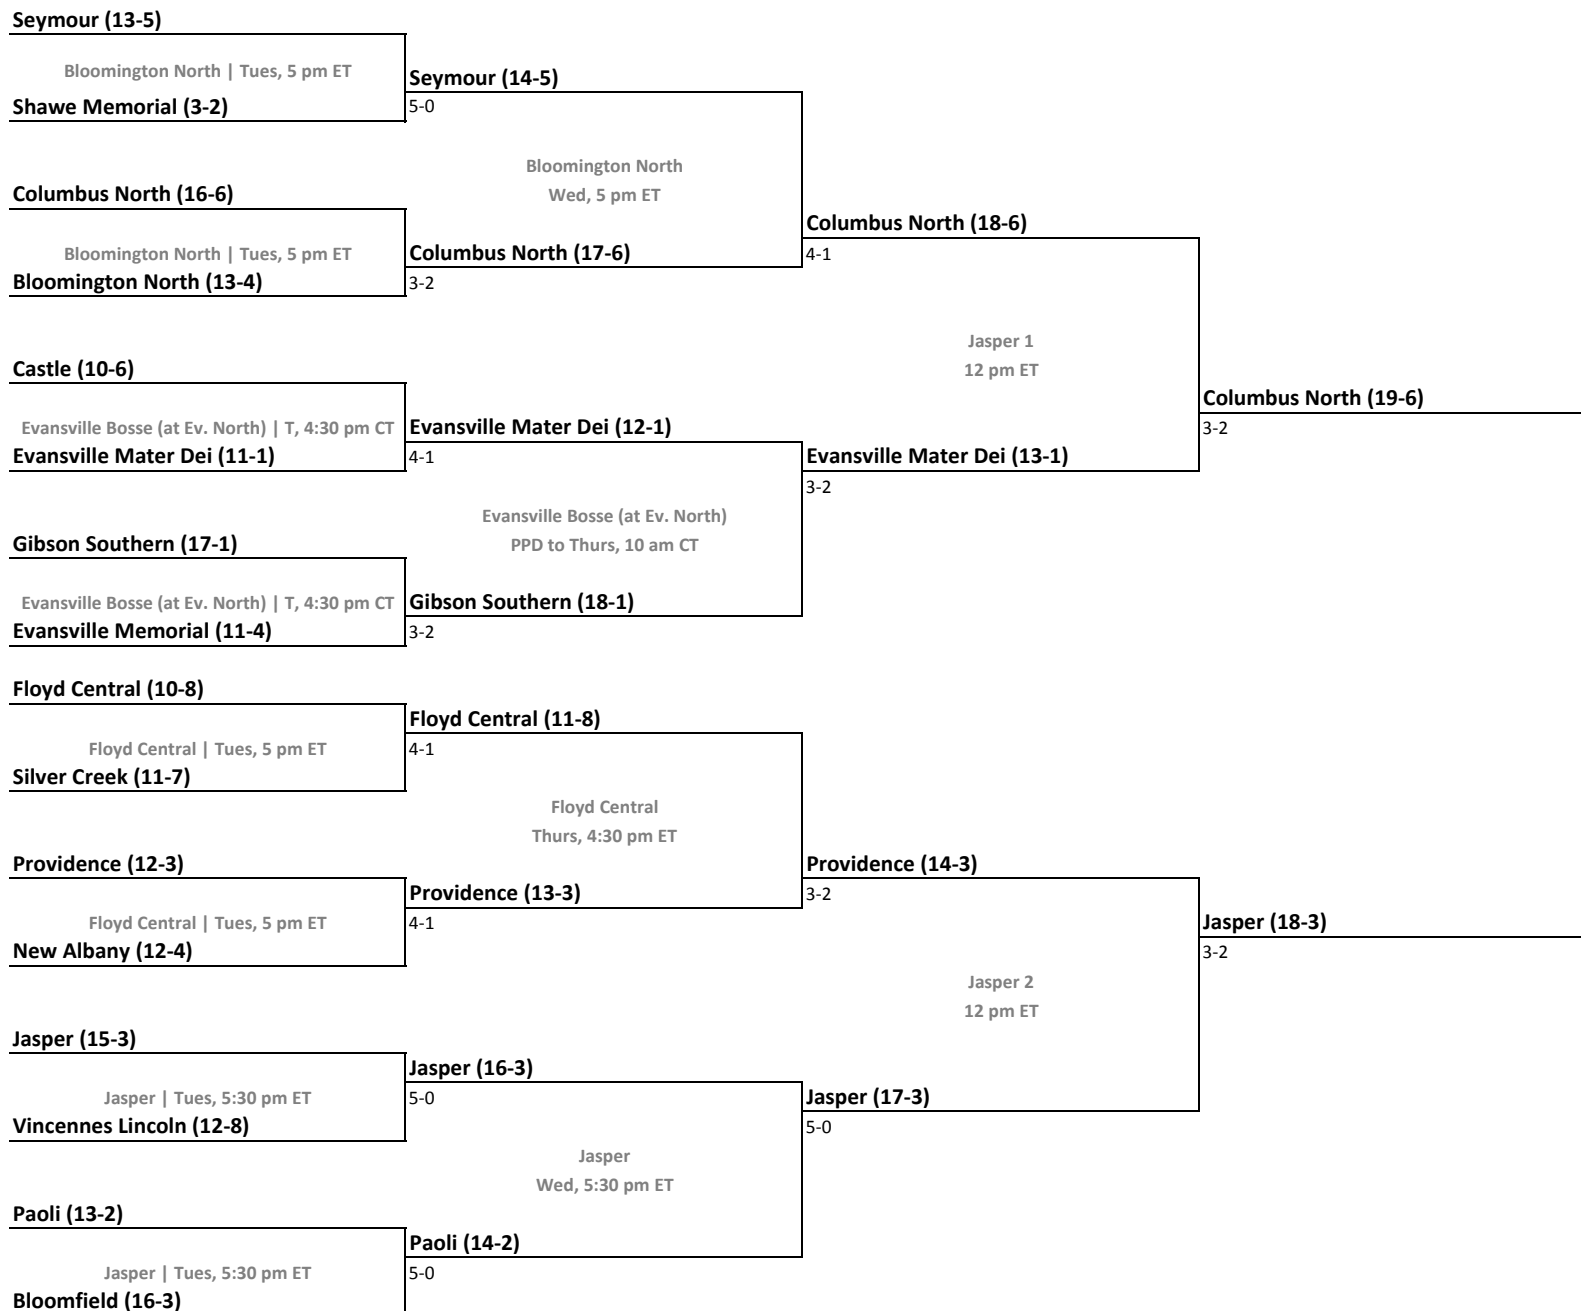 Seymour (13-5)
Bloomington North | Tues, 5 pm ET
Seymour (14-5)
Shawe Memorial (3-2)
5-0
Bloomington North
Wed, 5 pm ET
Columbus North (16-6)
Columbus North (18-6)
Bloomington North | Tues, 5 pm ET
Columbus North (17-6)
4-1
Bloomington North (13-4)
3-2
Jasper 1
12 pm ET
Castle (10-6)
Columbus North (19-6)
Evansville Bosse (at Ev. North) | T, 4:30 pm CT
Evansville Mater Dei (12-1)
3-2
Evansville Mater Dei (11-1)
4-1
Evansville Mater Dei (13-1)
3-2
Evansville Bosse (at Ev. North)
PPD to Thurs, 10 am CT
Gibson Southern (17-1)
Evansville Bosse (at Ev. North) | T, 4:30 pm CT
Gibson Southern (18-1)
Evansville Memorial (11-4)
3-2
Floyd Central (10-8)
Floyd Central (11-8)
Floyd Central | Tues, 5 pm ET
4-1
Silver Creek (11-7)
Floyd Central
Thurs, 4:30 pm ET
Providence (12-3)
Providence (14-3)
Providence (13-3)
3-2
Floyd Central | Tues, 5 pm ET
4-1
Jasper (18-3)
New Albany (12-4)
3-2
Jasper 2
12 pm ET
Jasper (15-3)
Jasper (16-3)
Jasper | Tues, 5:30 pm ET
5-0
Jasper (17-3)
Vincennes Lincoln (12-8)
5-0
Jasper
Wed, 5:30 pm ET
Paoli (13-2)
Paoli (14-2)
Jasper | Tues, 5:30 pm ET
5-0
Bloomfield (16-3)